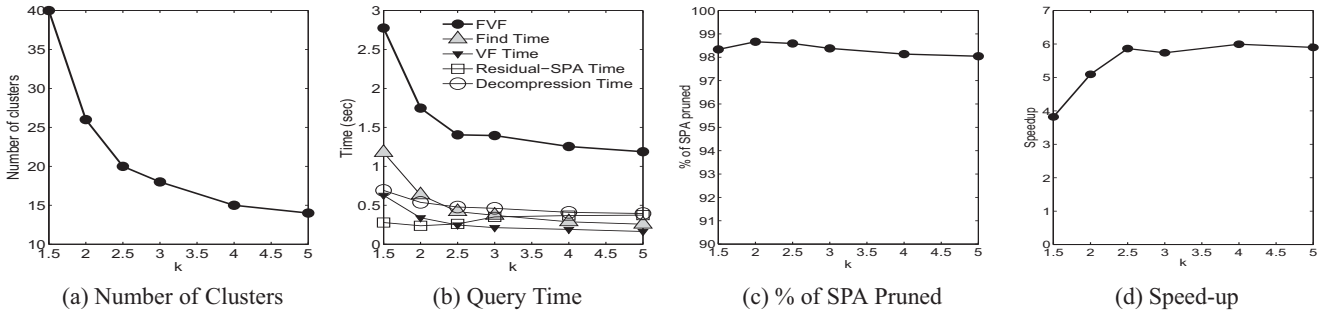 40
35
30
25
20
15
10
1.5 2 2.5 3 3.5 4 4.5 5
k
Number of clusters
(a) Number of Clusters
3
2.5
2
1.5
1
0.5
0
1.5 2 2.5 3 3.5 4 4.5 5
k
Time (sec)
FVF
Find Time
VF Time
Residual-SPA Time
Decompression Time
(b) Query Time
100
99
98
97
96
95
94
93
92
91
90
1.5 2 2.5 3 3.5 4 4.5 5
k
% of SPA pruned
(c) % of SPA Pruned
7
6
5
4
3
2
1
0
1.5 2 2.5 3 3.5 4 4.5 5
k
Speedup
(d) Speed-up